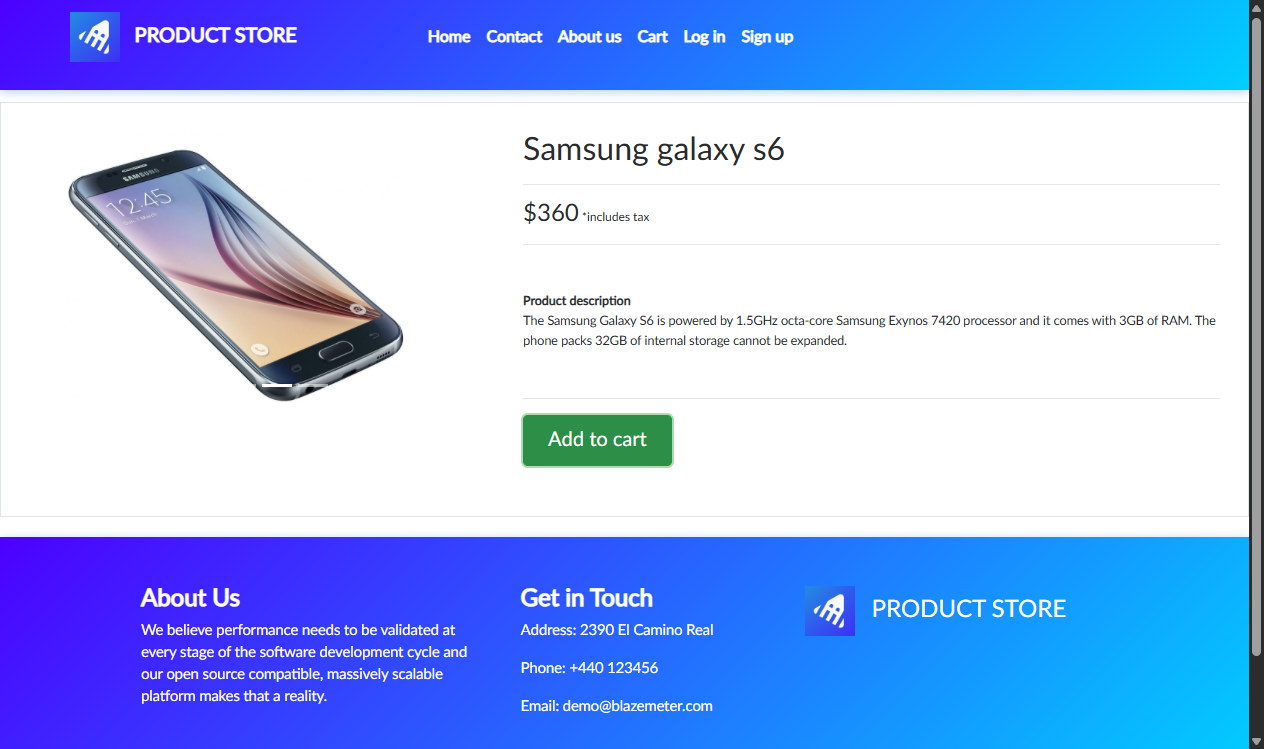 PRODUCT STORE
Home Contact About us Cart Log in Sign up
SAMSUNG
12:45
Samsung galaxy s6
$360 *includes tax
Product description
The Samsung Galaxy S6 is powered by 1.5GHz octa-core Samsung Exynos 7420 processor and it comes with 3GB of RAM. The
phone packs 32GB of internal storage cannot be expanded.
Add to cart
About Us
We believe performance needs to be validated at
every stage of the software development cycle and
our open source compatible, massively scalable
platform makes that a reality.
Get in Touch
Address: 2390 El Camino Real
Phone: +440 123456
Email: demo@blazemeter.com
PRODUCT STORE